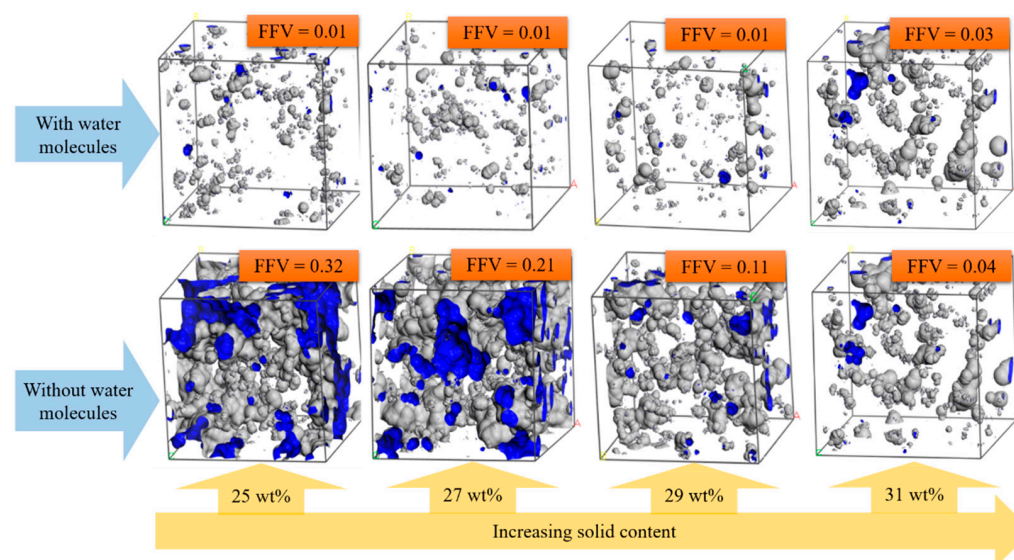 FFV = 0.01
FFV = 0.01
FFV = 0.01
FFV = 0.03
With water
molecules
A
FFV = 0.32
FFV = 0.21
FFV = 0.11
FFV = 0.04
Without water
molecules
A
A
25 wt%
27 wt%
29 wt%
31 wt%
Increasing solid content